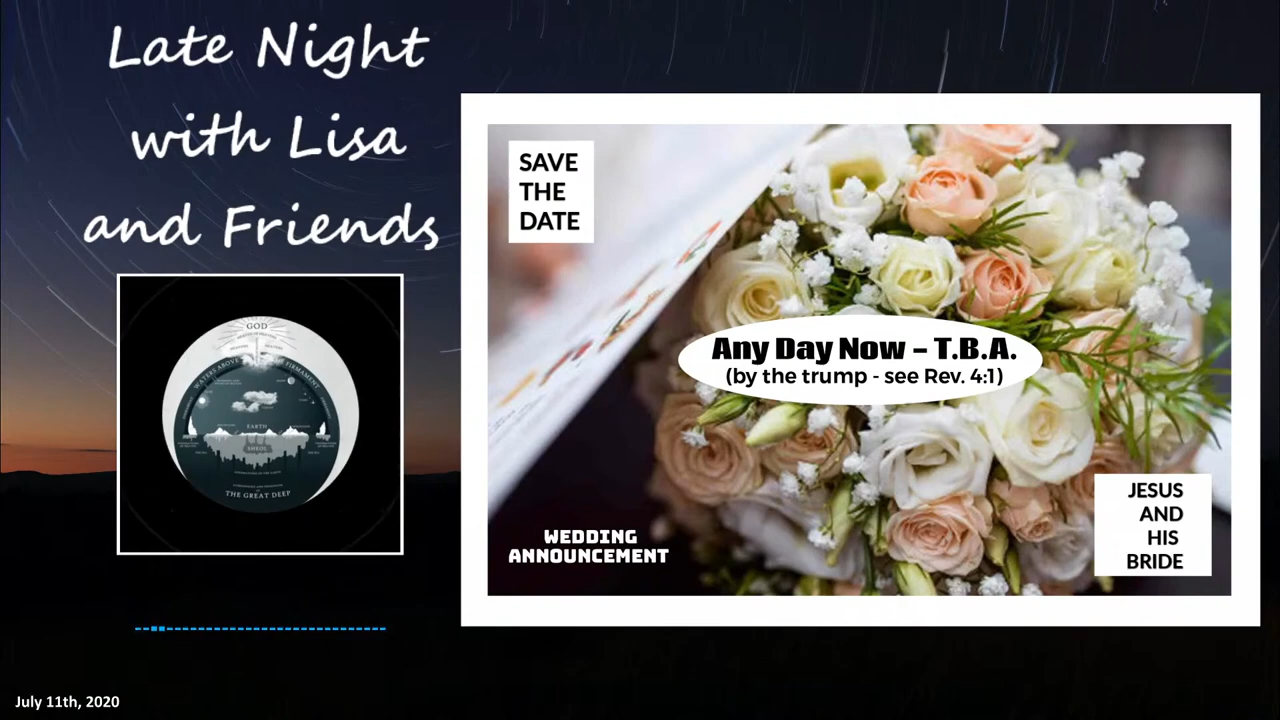 Late Night
with Lisa
and Friends
GOD
WATERS ABOVE THE FIRMAMENT
EARTH
SHEOL
THE GREAT DEEP
SAVE
THE
DATE
Any Day Now – T.B.A.
(by the trump - see Rev. 4:1)
WEDDING
ANNOUNCEMENT
JESUS
AND
HIS
BRIDE
July 11th, 2020